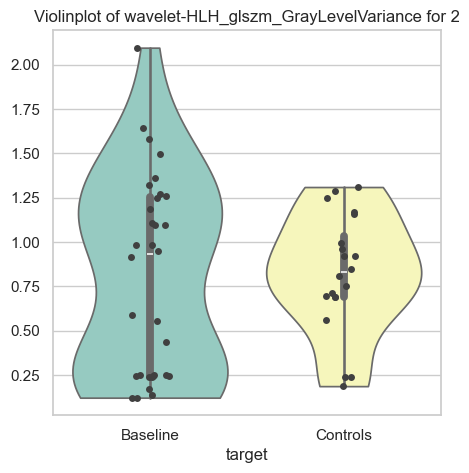 Violinplot of wavelet-HLH_glszm_GrayLevelVariance for 2
2.00
1.75
1.50
1.25
1.00
0.75
0.50
0.25
Baseline
Controls
target